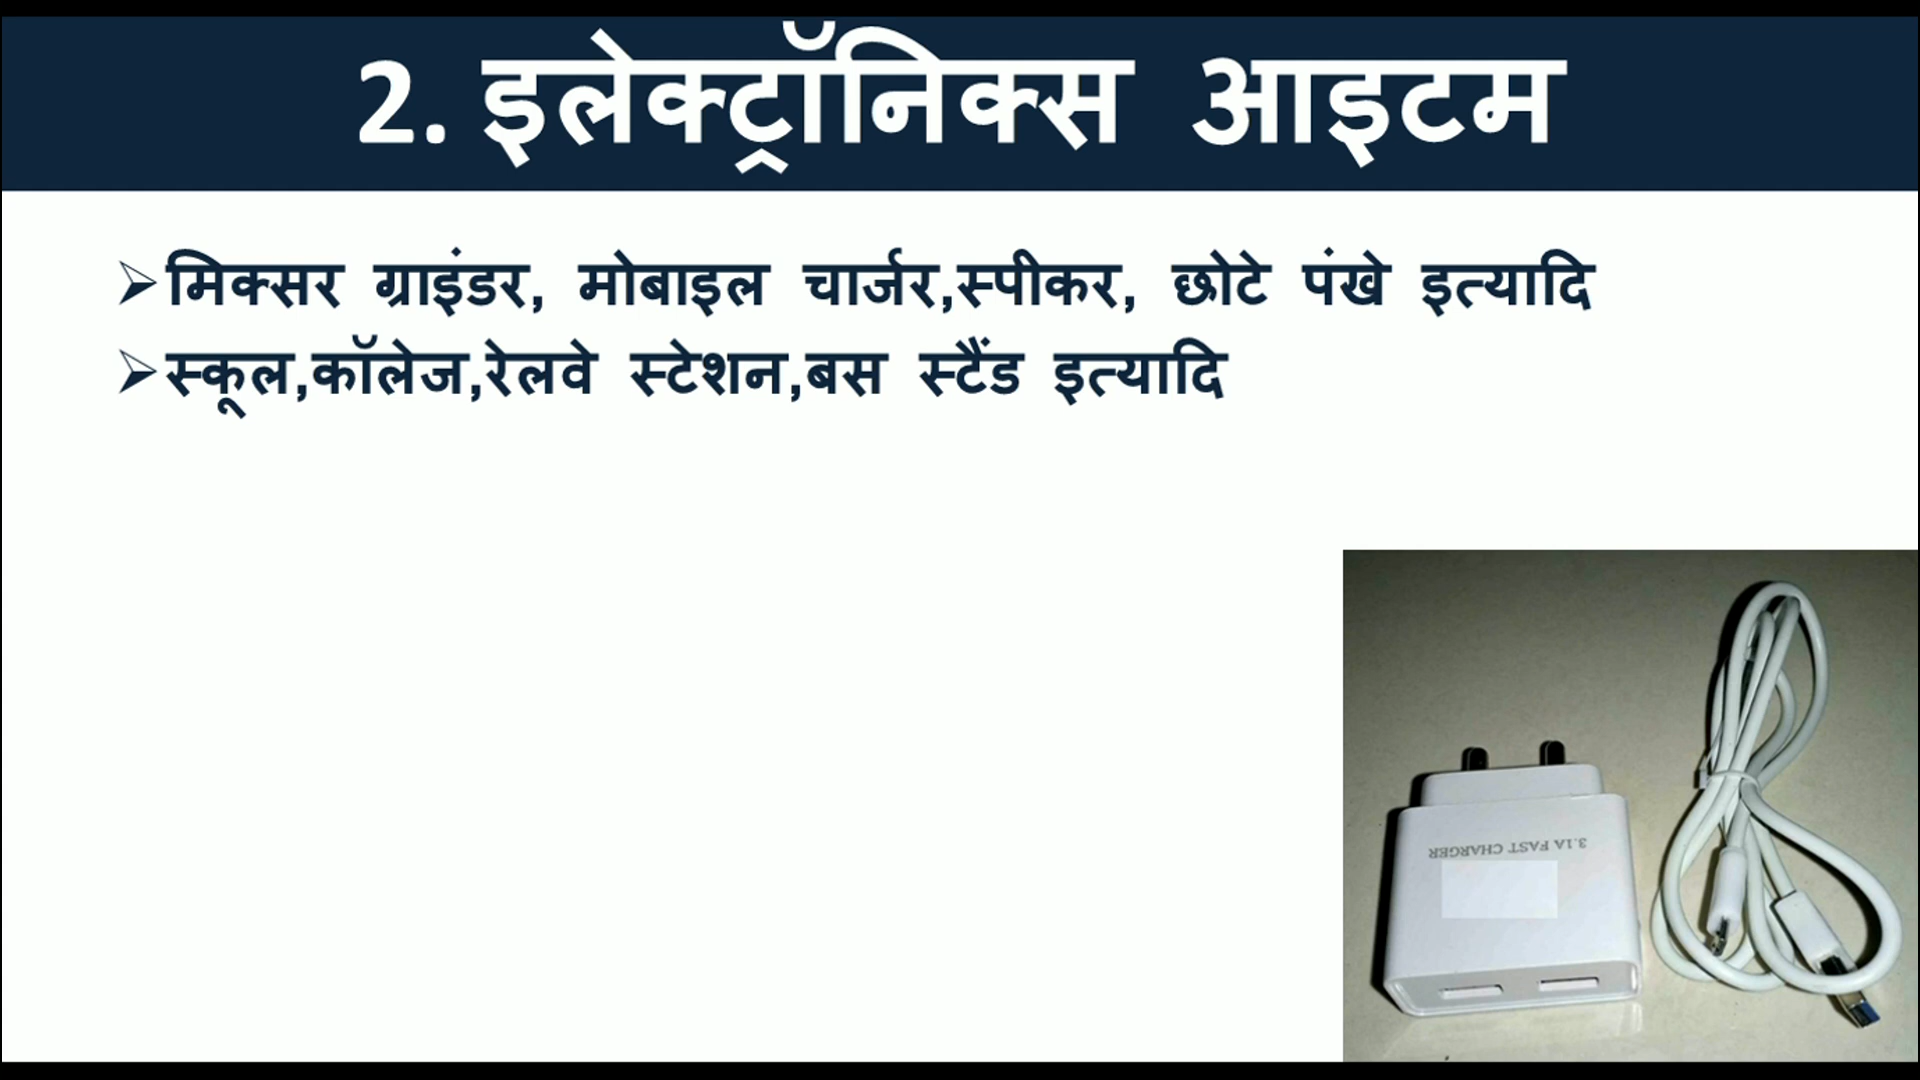 2. इलेक्ट्रॉनिक्स आइटम
➢मिक्सर ग्राइंडर, मोबाइल चार्जर,स्पीकर, छोटे पंखे इत्यादि
➢स्कूल,कॉलेज,रेलवे स्टेशन,बस स्टैंड इत्यादि
3.1A FAST CHARGER